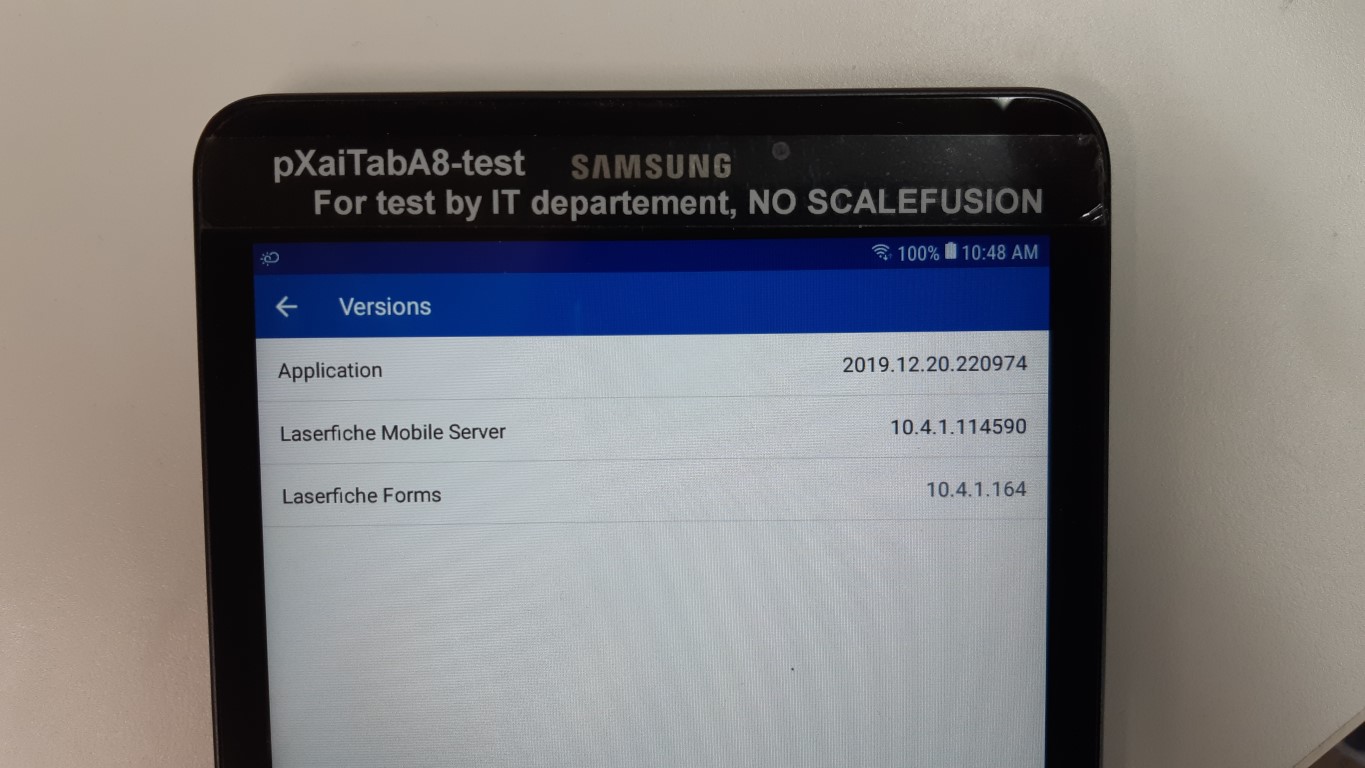 pXaiTabA8-test SAMSUNG
For test by IT departement, NO SCALEFUSION
100% 10:48 AM
Versions
Application 2019.12.20.220974
Laserfiche Mobile Server 10.4.1.114590
Laserfiche Forms 10.4.1.164